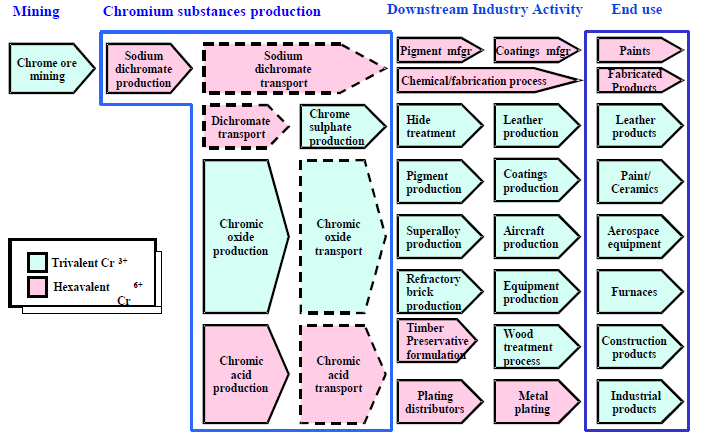 Mining
Chromium substances production
Downstream Industry Activity
End use
Chrome ore
mining
Sodium
dichromate
production
Sodium
dichromate
transport
Pigment mfgr
Coatings mfgr
Paints
Chemical/fabrication process
Fabricated
Products
Dichromate
transport
Chrome
sulphate
production
Hide
treatment
Leather
production
Leather
products
Chromic
oxide
production
Chromic
oxide
transport
Pigment
production
Coatings
production
Paint/
Ceramics
Superalloy
production
Aircraft
production
Aerospace
equipment
Refractory
brick
production
Equipment
production
Furnaces
Chromic
acid
production
Chromic
acid
transport
Timber
Preservative
formulation
Wood
treatment
process
Construction
products
Plating
distributors
Metal
plating
Industrial
products
Trivalent Cr 3+
Hexavalent 6+
Cr